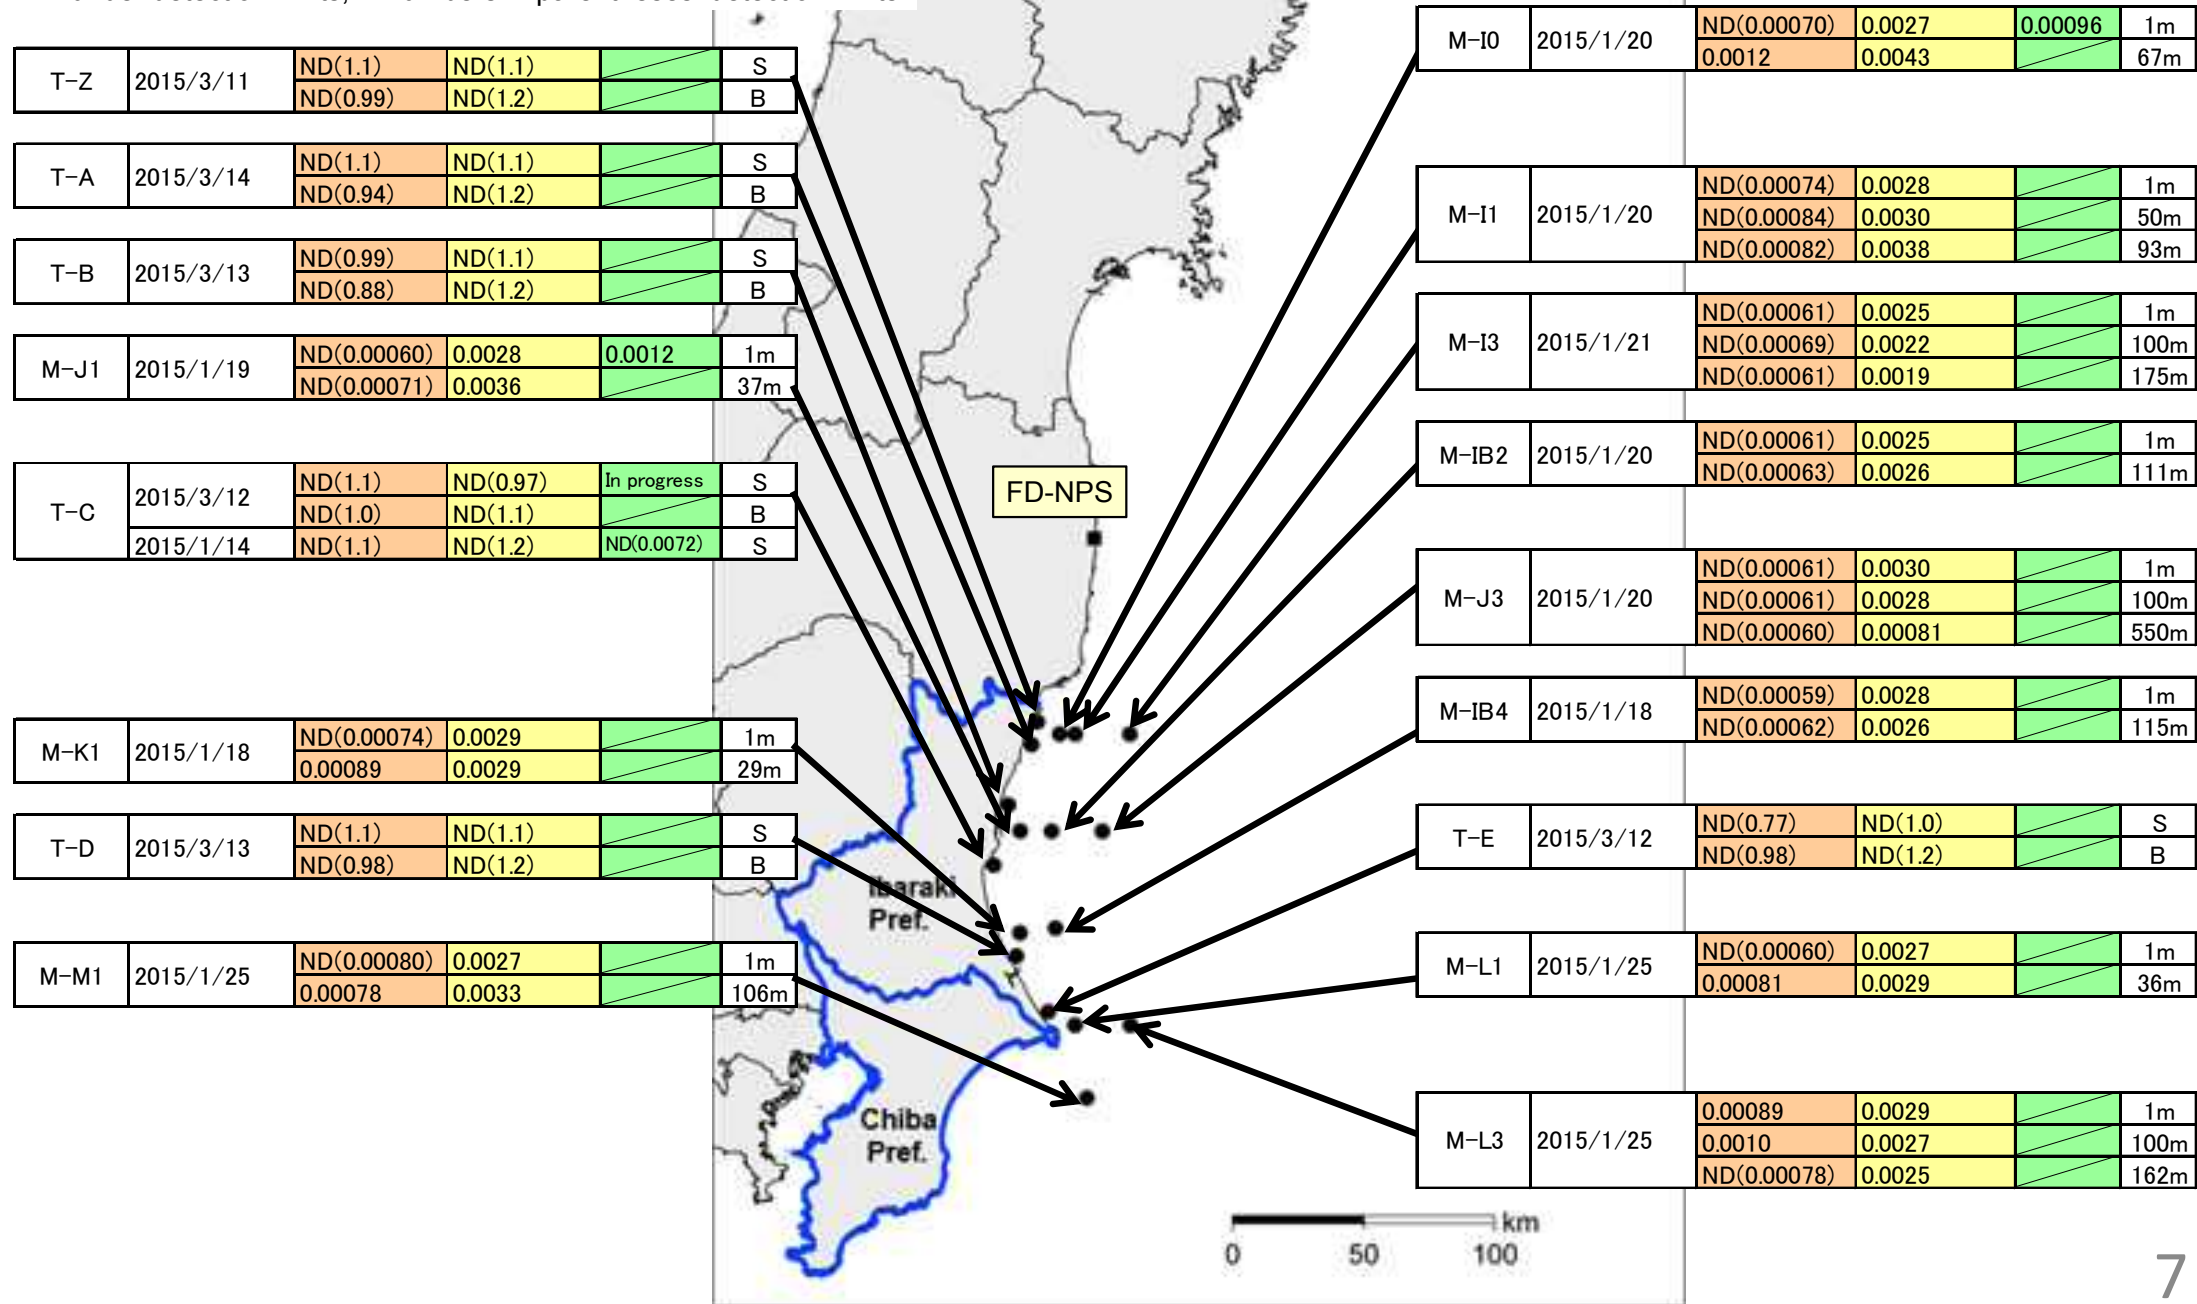 T-Z 2015/3/11 ND(1.1) ND(1.1) S
ND(0.99) ND(1.2) B
T-A 2015/3/14 ND(1.1) ND(1.1) S
ND(0.94) ND(1.2) B
T-B 2015/3/13 ND(0.99) ND(1.1) S
ND(0.88) ND(1.2) B
M-J1 2015/1/19 ND(0.00060) 0.0028 0.0012 1m
ND(0.00071) 0.0036 37m
T-C 2015/3/12 ND(1.1) ND(0.97) In progress S
ND(1.0) ND(1.1) B
2015/1/14 ND(1.1) ND(1.2) ND(0.0072) S
M-K1 2015/1/18 ND(0.00074) 0.0029 1m
0.00089 0.0029 29m
T-D 2015/3/13 ND(1.1) ND(1.1) S
ND(0.98) ND(1.2) B
M-M1 2015/1/25 ND(0.00080) 0.0027 1m
0.00078 0.0033 106m
FD-NPS
Ibaraki
Pref.
Chiba
Pref.
M-I0 2015/1/20 ND(0.00070) 0.0027 0.00096 1m
0.0012 0.0043 67m
M-I1 2015/1/20 ND(0.00074) 0.0028 1m
ND(0.00084) 0.0030 50m
ND(0.00082) 0.0038 93m
M-I3 2015/1/21 ND(0.00061) 0.0025 1m
ND(0.00069) 0.0022 100m
ND(0.00061) 0.0019 175m
M-IB2 2015/1/20 ND(0.00061) 0.0025 1m
ND(0.00063) 0.0026 111m
M-J3 2015/1/20 ND(0.00061) 0.0030 1m
ND(0.00061) 0.0028 100m
ND(0.00060) 0.00081 550m
M-IB4 2015/1/18 ND(0.00059) 0.0028 1m
ND(0.00062) 0.0026 115m
T-E 2015/3/12 ND(0.77) ND(1.0) S
ND(0.98) ND(1.2) B
M-L1 2015/1/25 ND(0.00060) 0.0027 1m
0.00081 0.0029 36m
M-L3 2015/1/25 0.00089 0.0029 1m
0.0010 0.0027 100m
ND(0.00078) 0.0025 162m
km
0 50 100
7